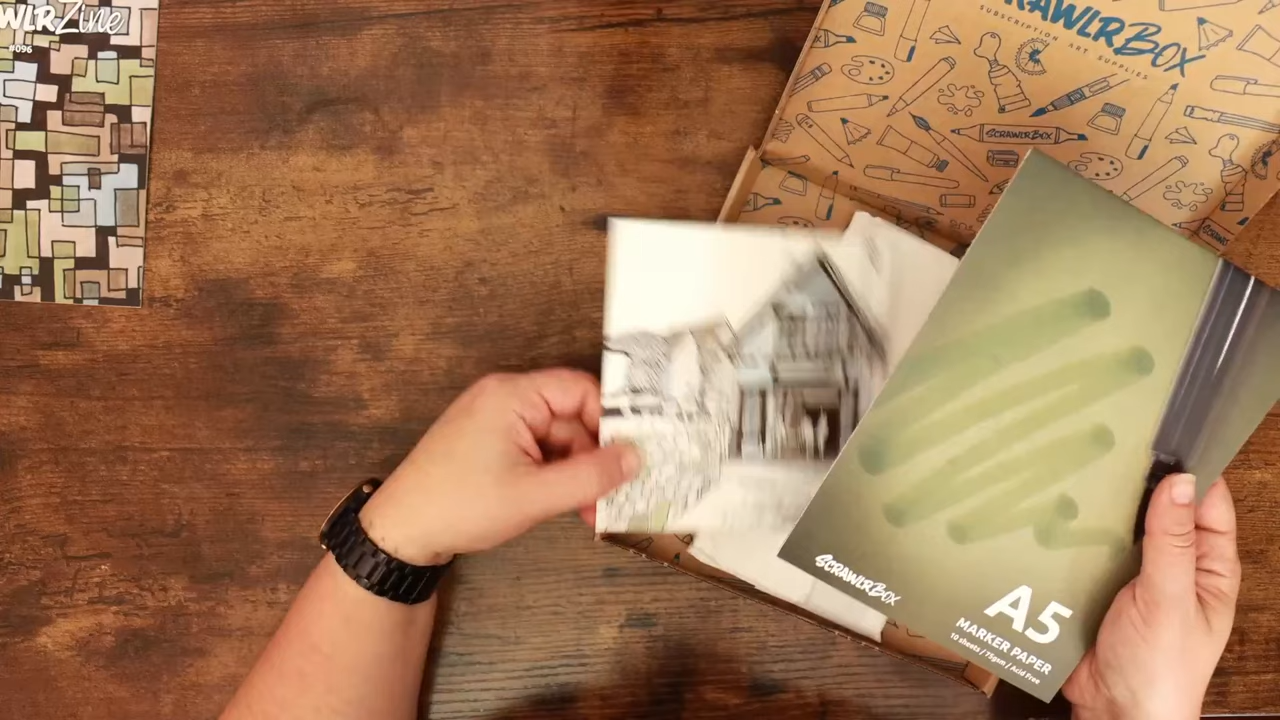 WLRZine
#096
SCRAWLRBOX
SUBSCRIPTION ART SUPPLIES
SCRAWLRBOX
SCRAWLRBOX
A5
MARKER PAPER
10 sheets / 75gsm / Acid Free